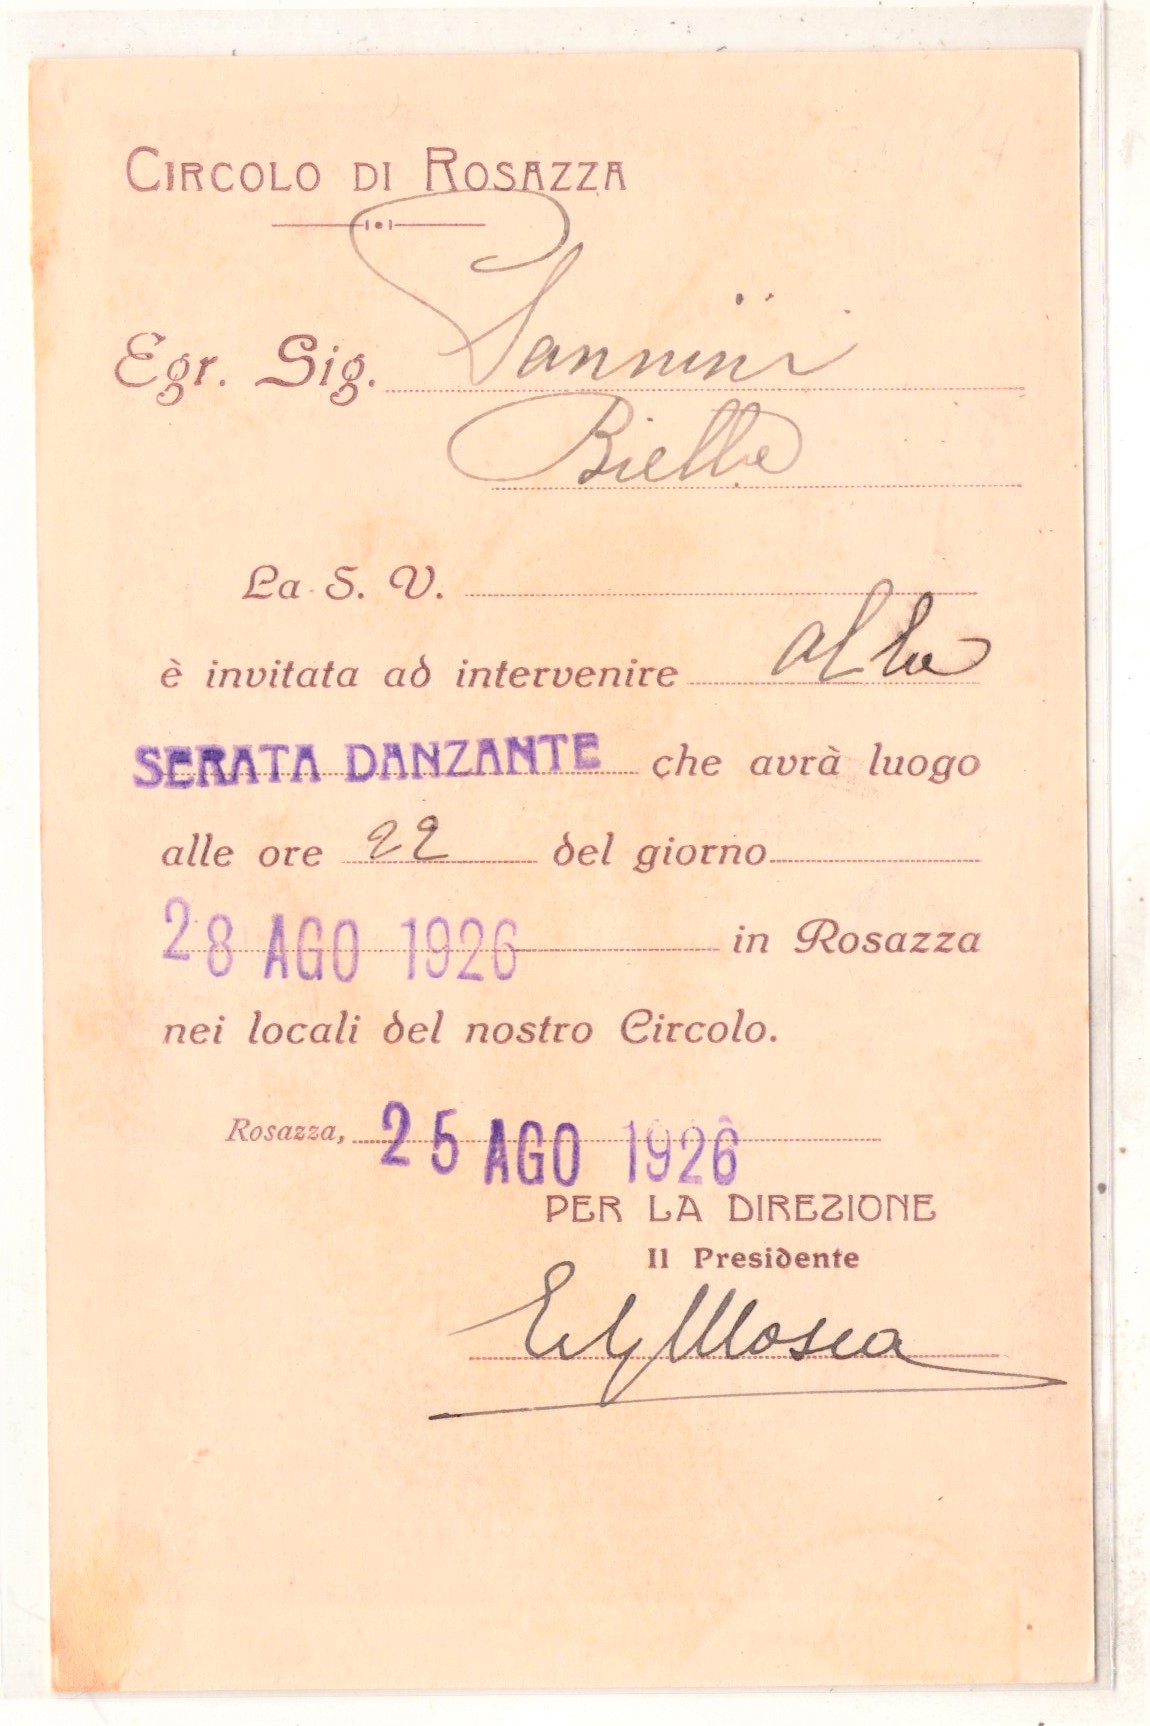 CIRCOLO DI ROSAZZA
Egr. Sig. Vannini
Biella
La S. V.
è invitata ad intervenire alla
SERATA DANZANTE che avrà luogo
alle ore 22 del giorno
28 AGO 1926 in Rosazza
nei locali del nostro Circolo.
Rosazza, 25 AGO 1926
PER LA DIREZIONE
Il Presidente
Mosca